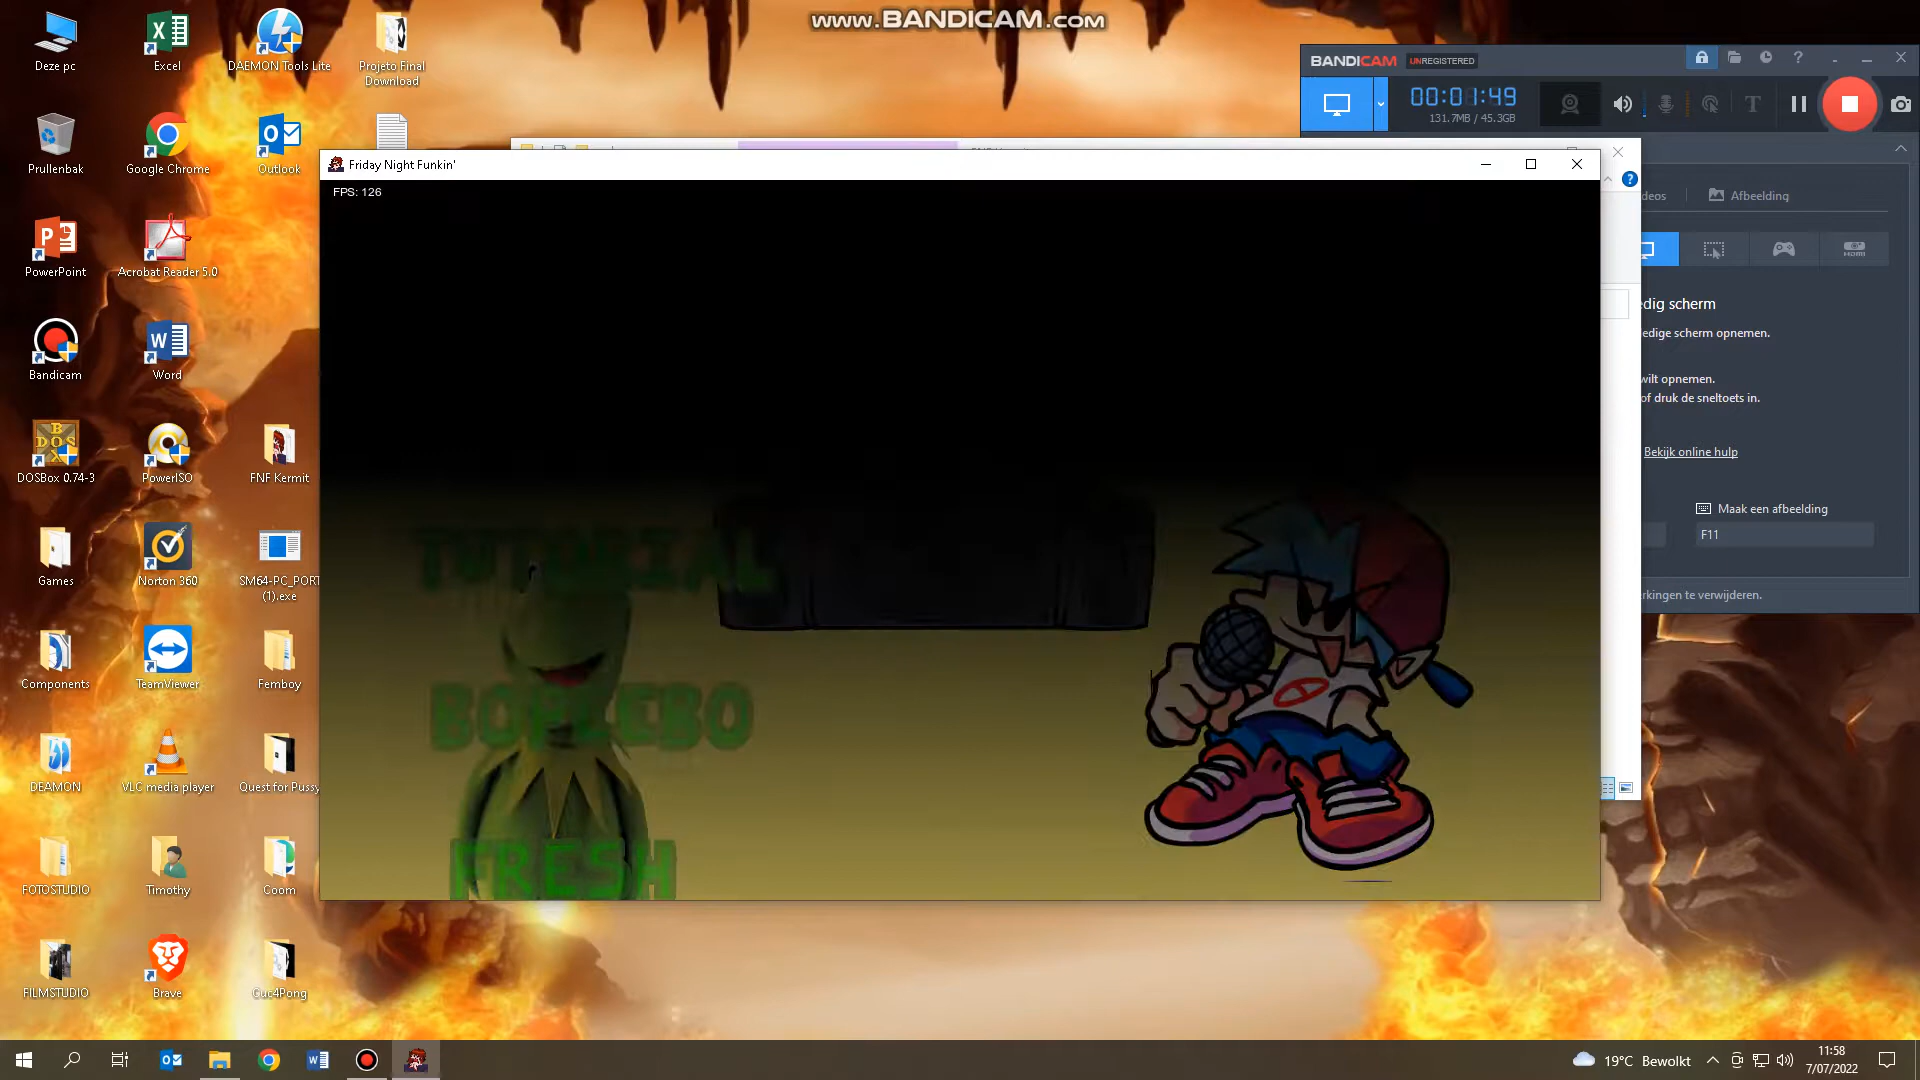 www.BANDICAM.com
Deze pc
Excel
DAEMON Tools Lite
Projeto Final
Download
Prullenbak
Google Chrome
Outlook
PowerPoint
Acrobat Reader 5.0
Bandicam
Word
DOSBox 0.74-3
PowerISO
FNF Kermit
Games
Norton 360
SM64-PC_PORT
(1).exe
Components
TeamViewer
Femboy
DEAMON
VLC media player
Quest for Pussy
FOTOSTUDIO
Timothy
Coom
FILMSTUDIO
Brave
Guc4Pong
BANDICAM UNREGISTERED
00:01:49
131.7MB / 45.3GB
Friday Night Funkin'
FPS: 126
TUTORIAL
BOPEEBO
FRESH
deos
Afbeelding
HDMI
edig scherm
edige scherm opnemen.
wilt opnemen.
of druk de sneltoets in.
Bekijk online hulp
Maak een afbeelding
F11
rkingen te verwijderen.
19°C Bewolkt
11:58
7/07/2022